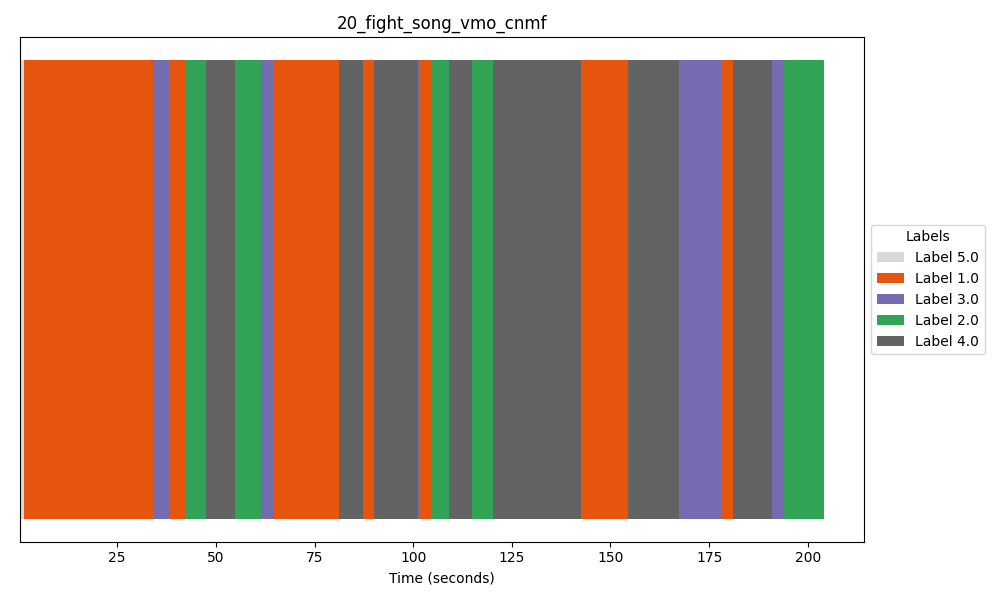 20_fight_song_vmo_cnmf
Labels
Label 5.0
Label 1.0
Label 3.0
Label 2.0
Label 4.0
25 50 75 100 125 150 175 200
Time (seconds)